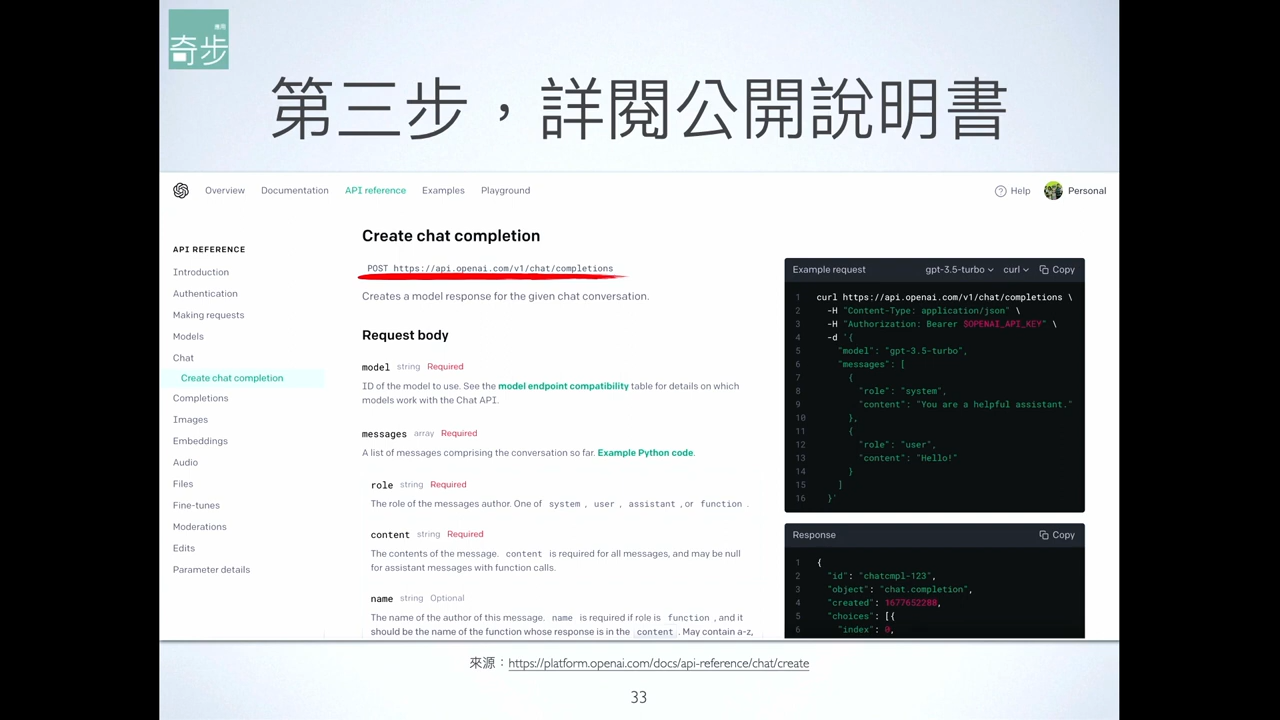 應用
奇步
第三步，詳閱公開說明書
Overview Documentation API reference Examples Playground Help Personal
API REFERENCE
Introduction
Authentication
Making requests
Models
Chat
Create chat completion
Completions
Images
Embeddings
Audio
Files
Fine-tunes
Moderations
Edits
Parameter details
Create chat completion
POST https://api.openai.com/v1/chat/completions
Creates a model response for the given chat conversation.
Request body
model string Required
ID of the model to use. See the model endpoint compatibility table for details on which
models work with the Chat API.
messages array Required
A list of messages comprising the conversation so far. Example Python code.
role string Required
The role of the messages author. One of system, user, assistant, or function.
content string Required
The contents of the message. content is required for all messages, and may be null
for assistant messages with function calls.
name string Optional
The name of the author of this message. name is required if role is function, and it
should be the name of the function whose response is in the content. May contain a-z,
Example request gpt-3.5-turbo curl Copy
1 curl https://api.openai.com/v1/chat/completions \
2 -H "Content-Type: application/json" \
3 -H "Authorization: Bearer $OPENAI_API_KEY" \
4 -d '{
5 "model": "gpt-3.5-turbo",
6 "messages": [
7 {
8 "role": "system",
9 "content": "You are a helpful assistant."
10 },
11 {
12 "role": "user",
13 "content": "Hello!"
14 }
15 ]
16 }'
Response Copy
1 {
2 "id": "chatcmpl-123",
3 "object": "chat.completion",
4 "created": 1677652288,
5 "choices": [{
6 "index": 0,
來源：https://platform.openai.com/docs/api-reference/chat/create
33